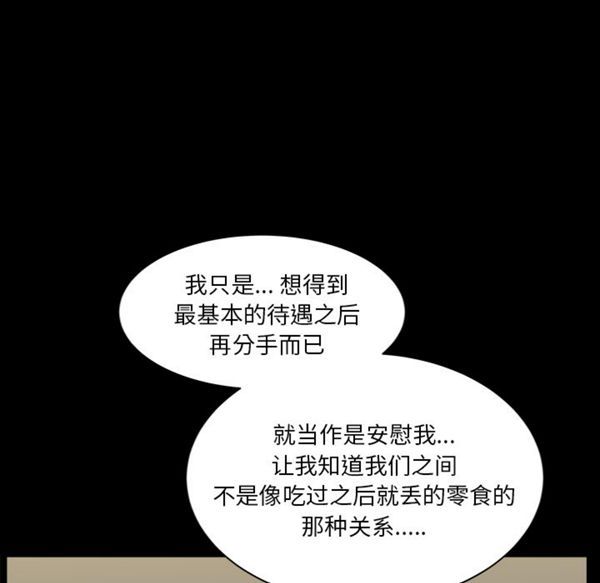 我只是... 想得到
最基本的待遇之后
再分手而已
就当作是安慰我...
让我知道我们之间
不是像吃过之后就丢的零食的
那种关系.....